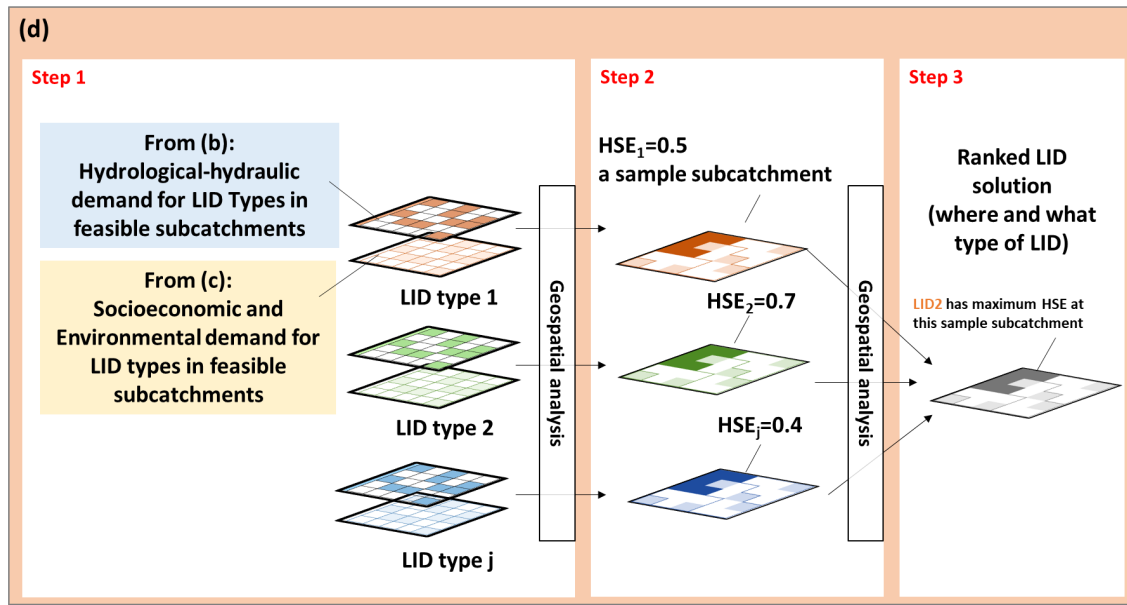 (d)
Step 1
From (b):
Hydrological-hydraulic
demand for LID Types in
feasible subcatchments
From (c):
Socioeconomic and
Environmental demand for
LID types in feasible
subcatchments
LID type 1
LID type 2
LID type j
Geospatial analysis
Step 2
HSE₁=0.5
a sample subcatchment
HSE₂=0.7
HSEⱼ=0.4
Geospatial analysis
Step 3
Ranked LID
solution
(where and what
type of LID)
LID2 has maximum HSE at
this sample subcatchment